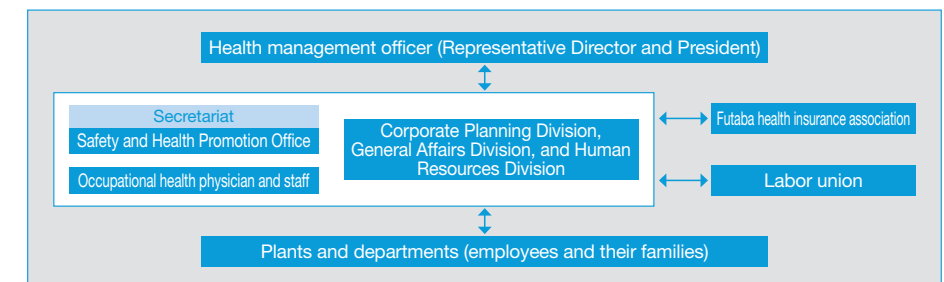 Health management officer (Representative Director and President)
Secretariat
Safety and Health Promotion Office
Occupational health physician and staff
Corporate Planning Division,
General Affairs Division, and Human
Resources Division
Futaba health insurance association
Labor union
Plants and departments (employees and their families)